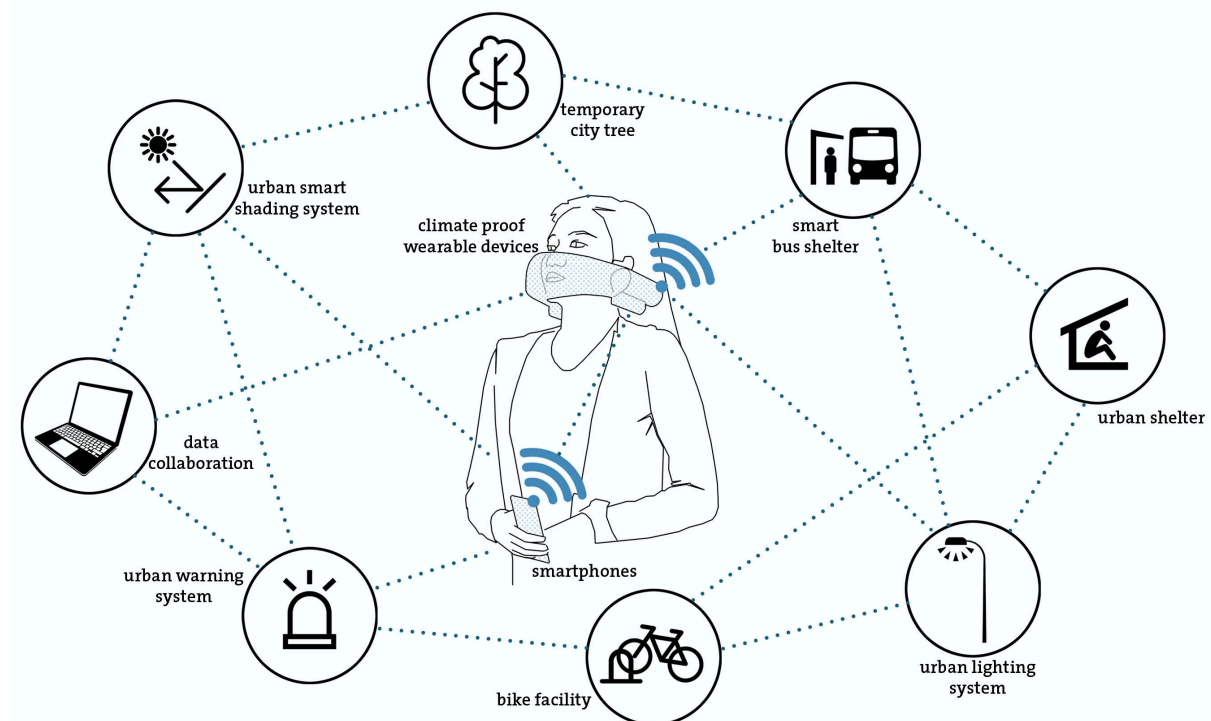 temporary
city tree
urban smart
shading system
climate proof
wearable devices
smart
bus shelter
urban shelter
data
collaboration
urban warning
system
smartphones
bike facility
urban lighting
system